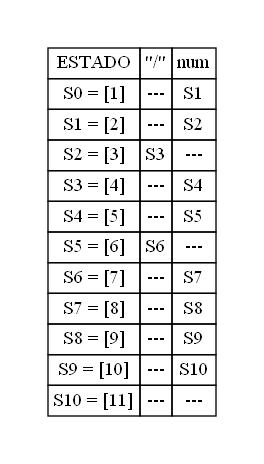 ESTADO "/" num
S0 = [1] --- S1
S1 = [2] --- S2
S2 = [3] S3 ---
S3 = [4] --- S4
S4 = [5] --- S5
S5 = [6] S6 ---
S6 = [7] --- S7
S7 = [8] --- S8
S8 = [9] --- S9
S9 = [10] --- S10
S10 = [11] --- ---